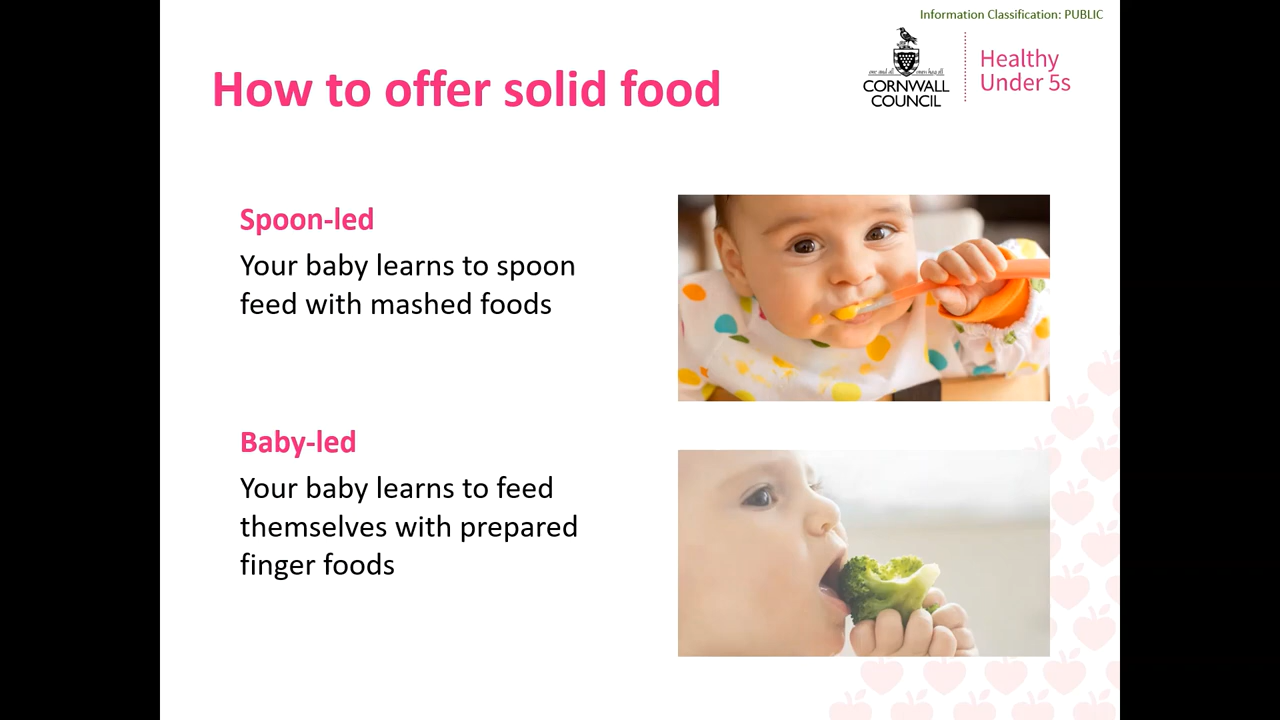 Information Classification: PUBLIC
How to offer solid food
CORNWALL
COUNCIL
Healthy
Under 5s
Spoon-led
Your baby learns to spoon
feed with mashed foods
Baby-led
Your baby learns to feed
themselves with prepared
finger foods